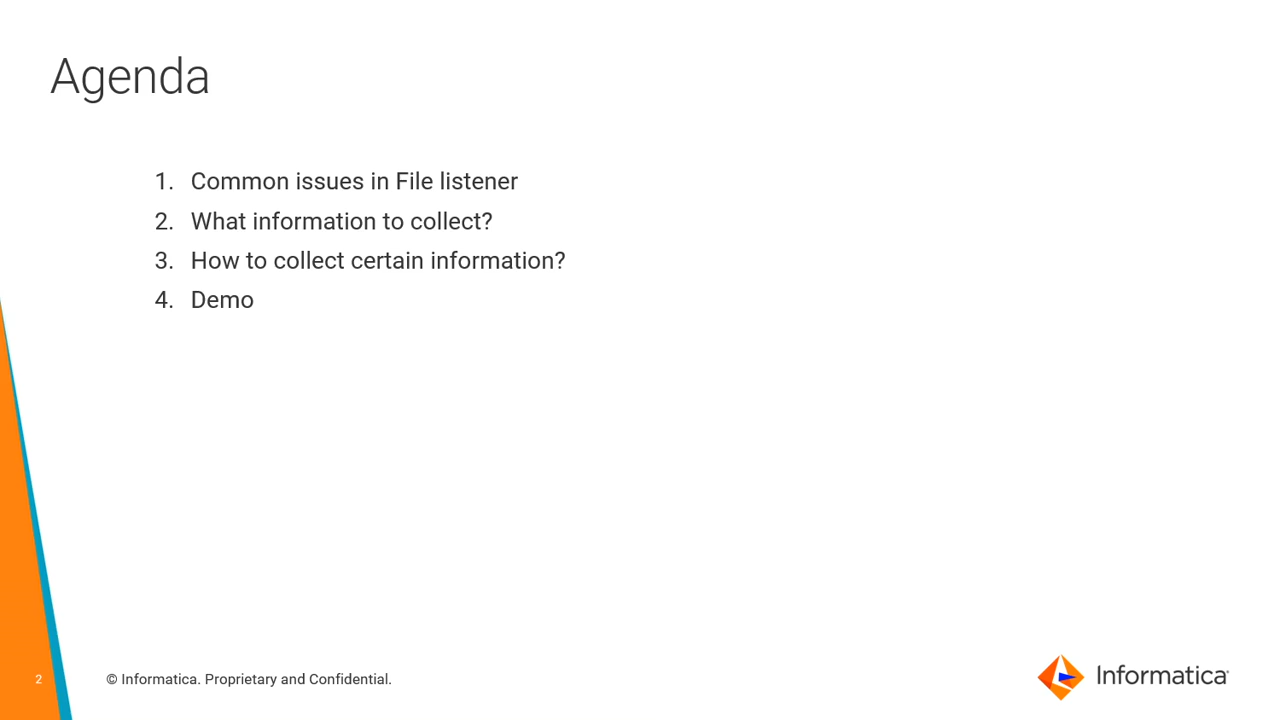 Agenda
1. Common issues in File listener
2. What information to collect?
3. How to collect certain information?
4. Demo
2
© Informatica. Proprietary and Confidential.
Informatica